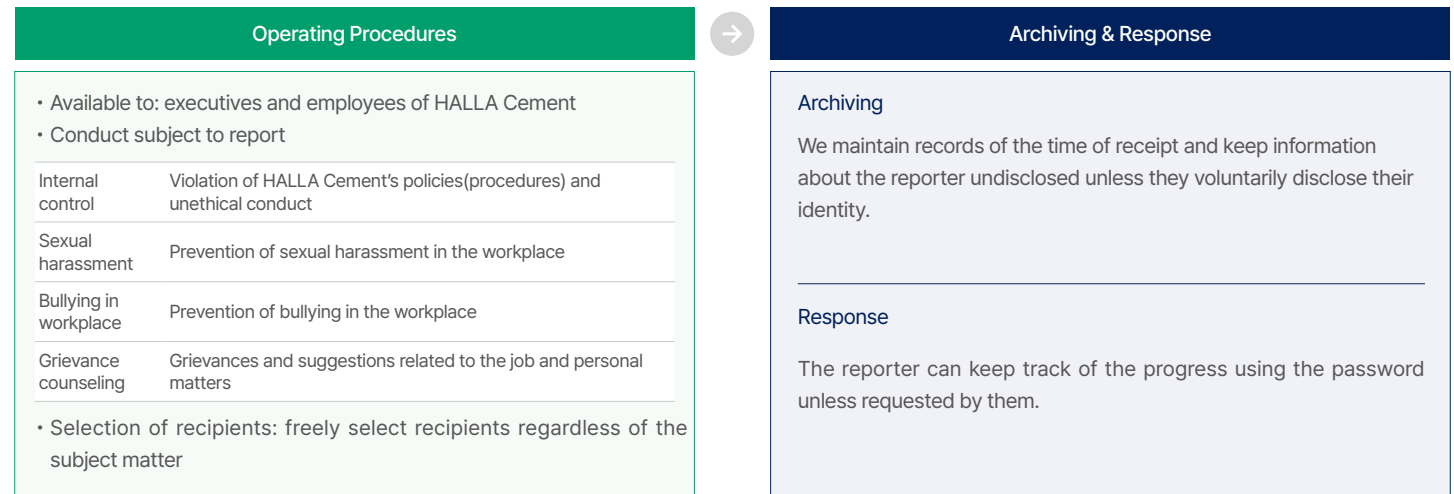 Operating Procedures
• Available to: executives and employees of HALLA Cement
• Conduct subject to report
Internal
control
Violation of HALLA Cement's policies(procedures) and
unethical conduct
Sexual
harassment
Prevention of sexual harassment in the workplace
Bullying in
workplace
Prevention of bullying in the workplace
Grievance
counseling
Grievances and suggestions related to the job and personal
matters
• Selection of recipients: freely select recipients regardless of the
subject matter
Archiving & Response
Archiving
We maintain records of the time of receipt and keep information
about the reporter undisclosed unless they voluntarily disclose their
identity.
Response
The reporter can keep track of the progress using the password
unless requested by them.